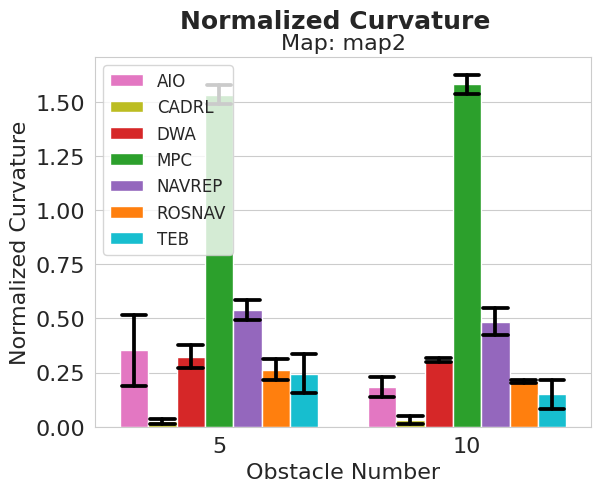 Normalized Curvature
Map: map2
Normalized Curvature
1.50
1.25
1.00
0.75
0.50
0.25
0.00
AIO
CADRL
DWA
MPC
NAVREP
ROSNAV
TEB
5
10
Obstacle Number